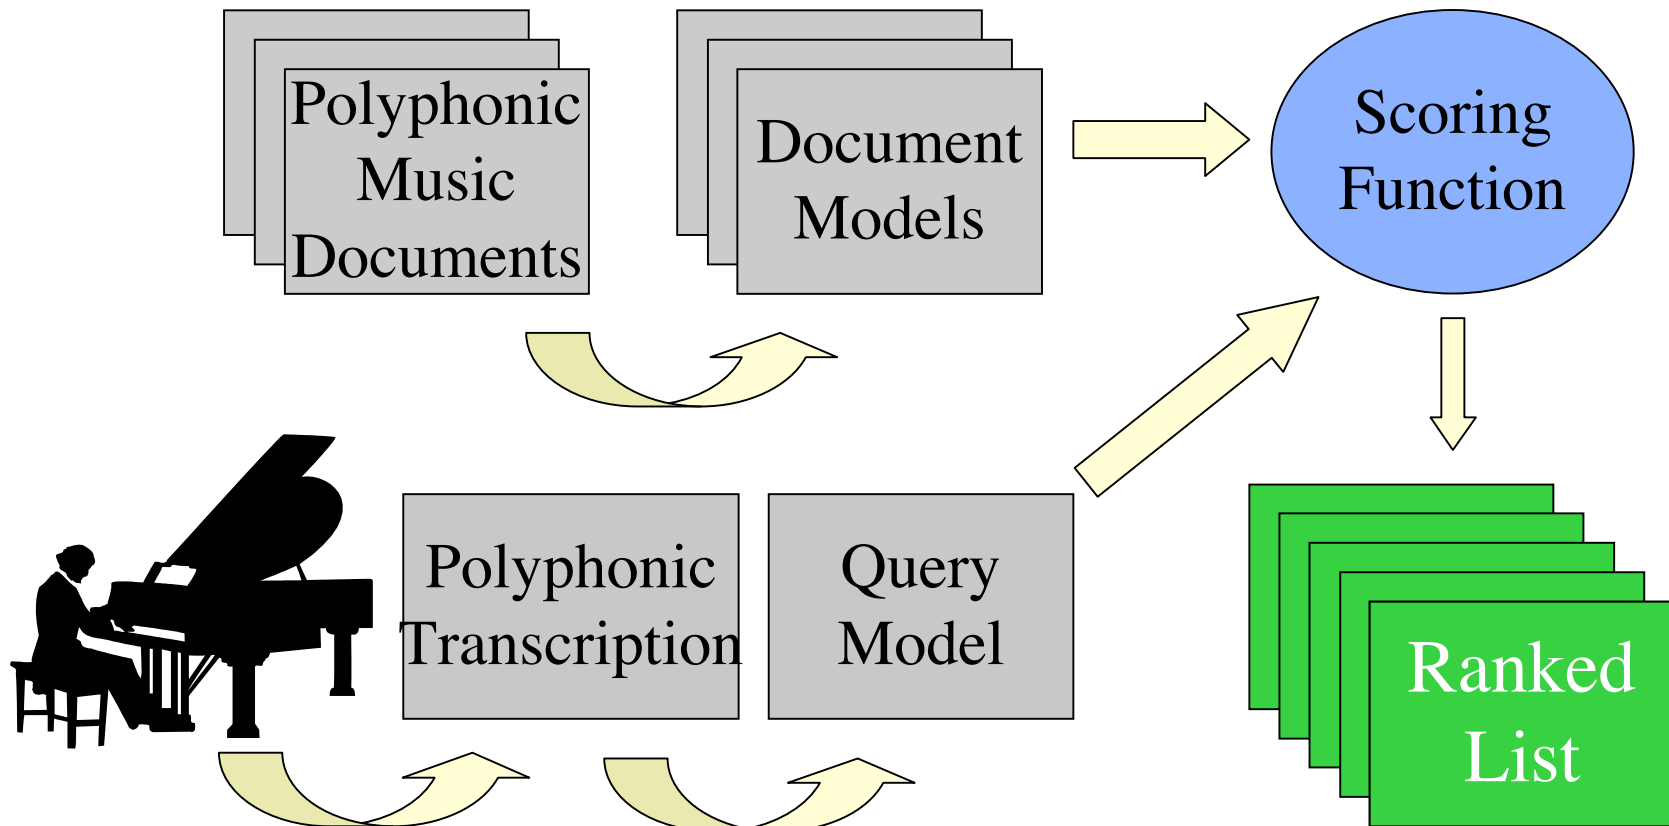 Polyphonic
Music
Documents
Document
Models
Scoring
Function
Polyphonic
Transcription
Query
Model
Ranked
List